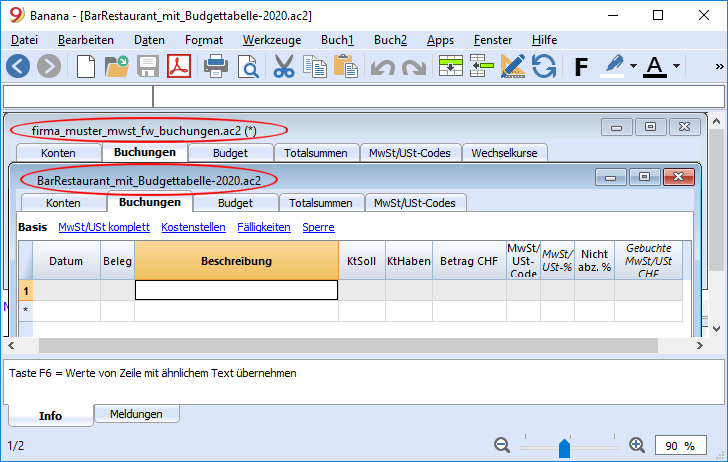 Banana - [BarRestaurant_mit_Budgettabelle-2020.ac2]
Datei Bearbeiten Daten Format Werkzeuge Buch1 Buch2 Apps Fenster Hilfe
F A »
firma_muster_mwst_fw_buchungen.ac2 (*)
Konten Buchungen Budget Totalsummen MwSt/USt-Codes Wechselkurse
BarRestaurant_mit_Budgettabelle-2020.ac2
Konten Buchungen Budget Totalsummen MwSt/USt-Codes
Basis MwSt/USt komplett Kostenstellen Fälligkeiten Sperre
Datum Beleg Beschreibung KtSoll KtHaben Betrag CHF MwSt/ USt- Code MwSt/ USt-% Nicht abz. % Gebuchte MwSt/USt CHF
1
*
Taste F6 = Werte von Zeile mit ähnlichem Text übernehmen
Info Meldungen
1/2 90 %